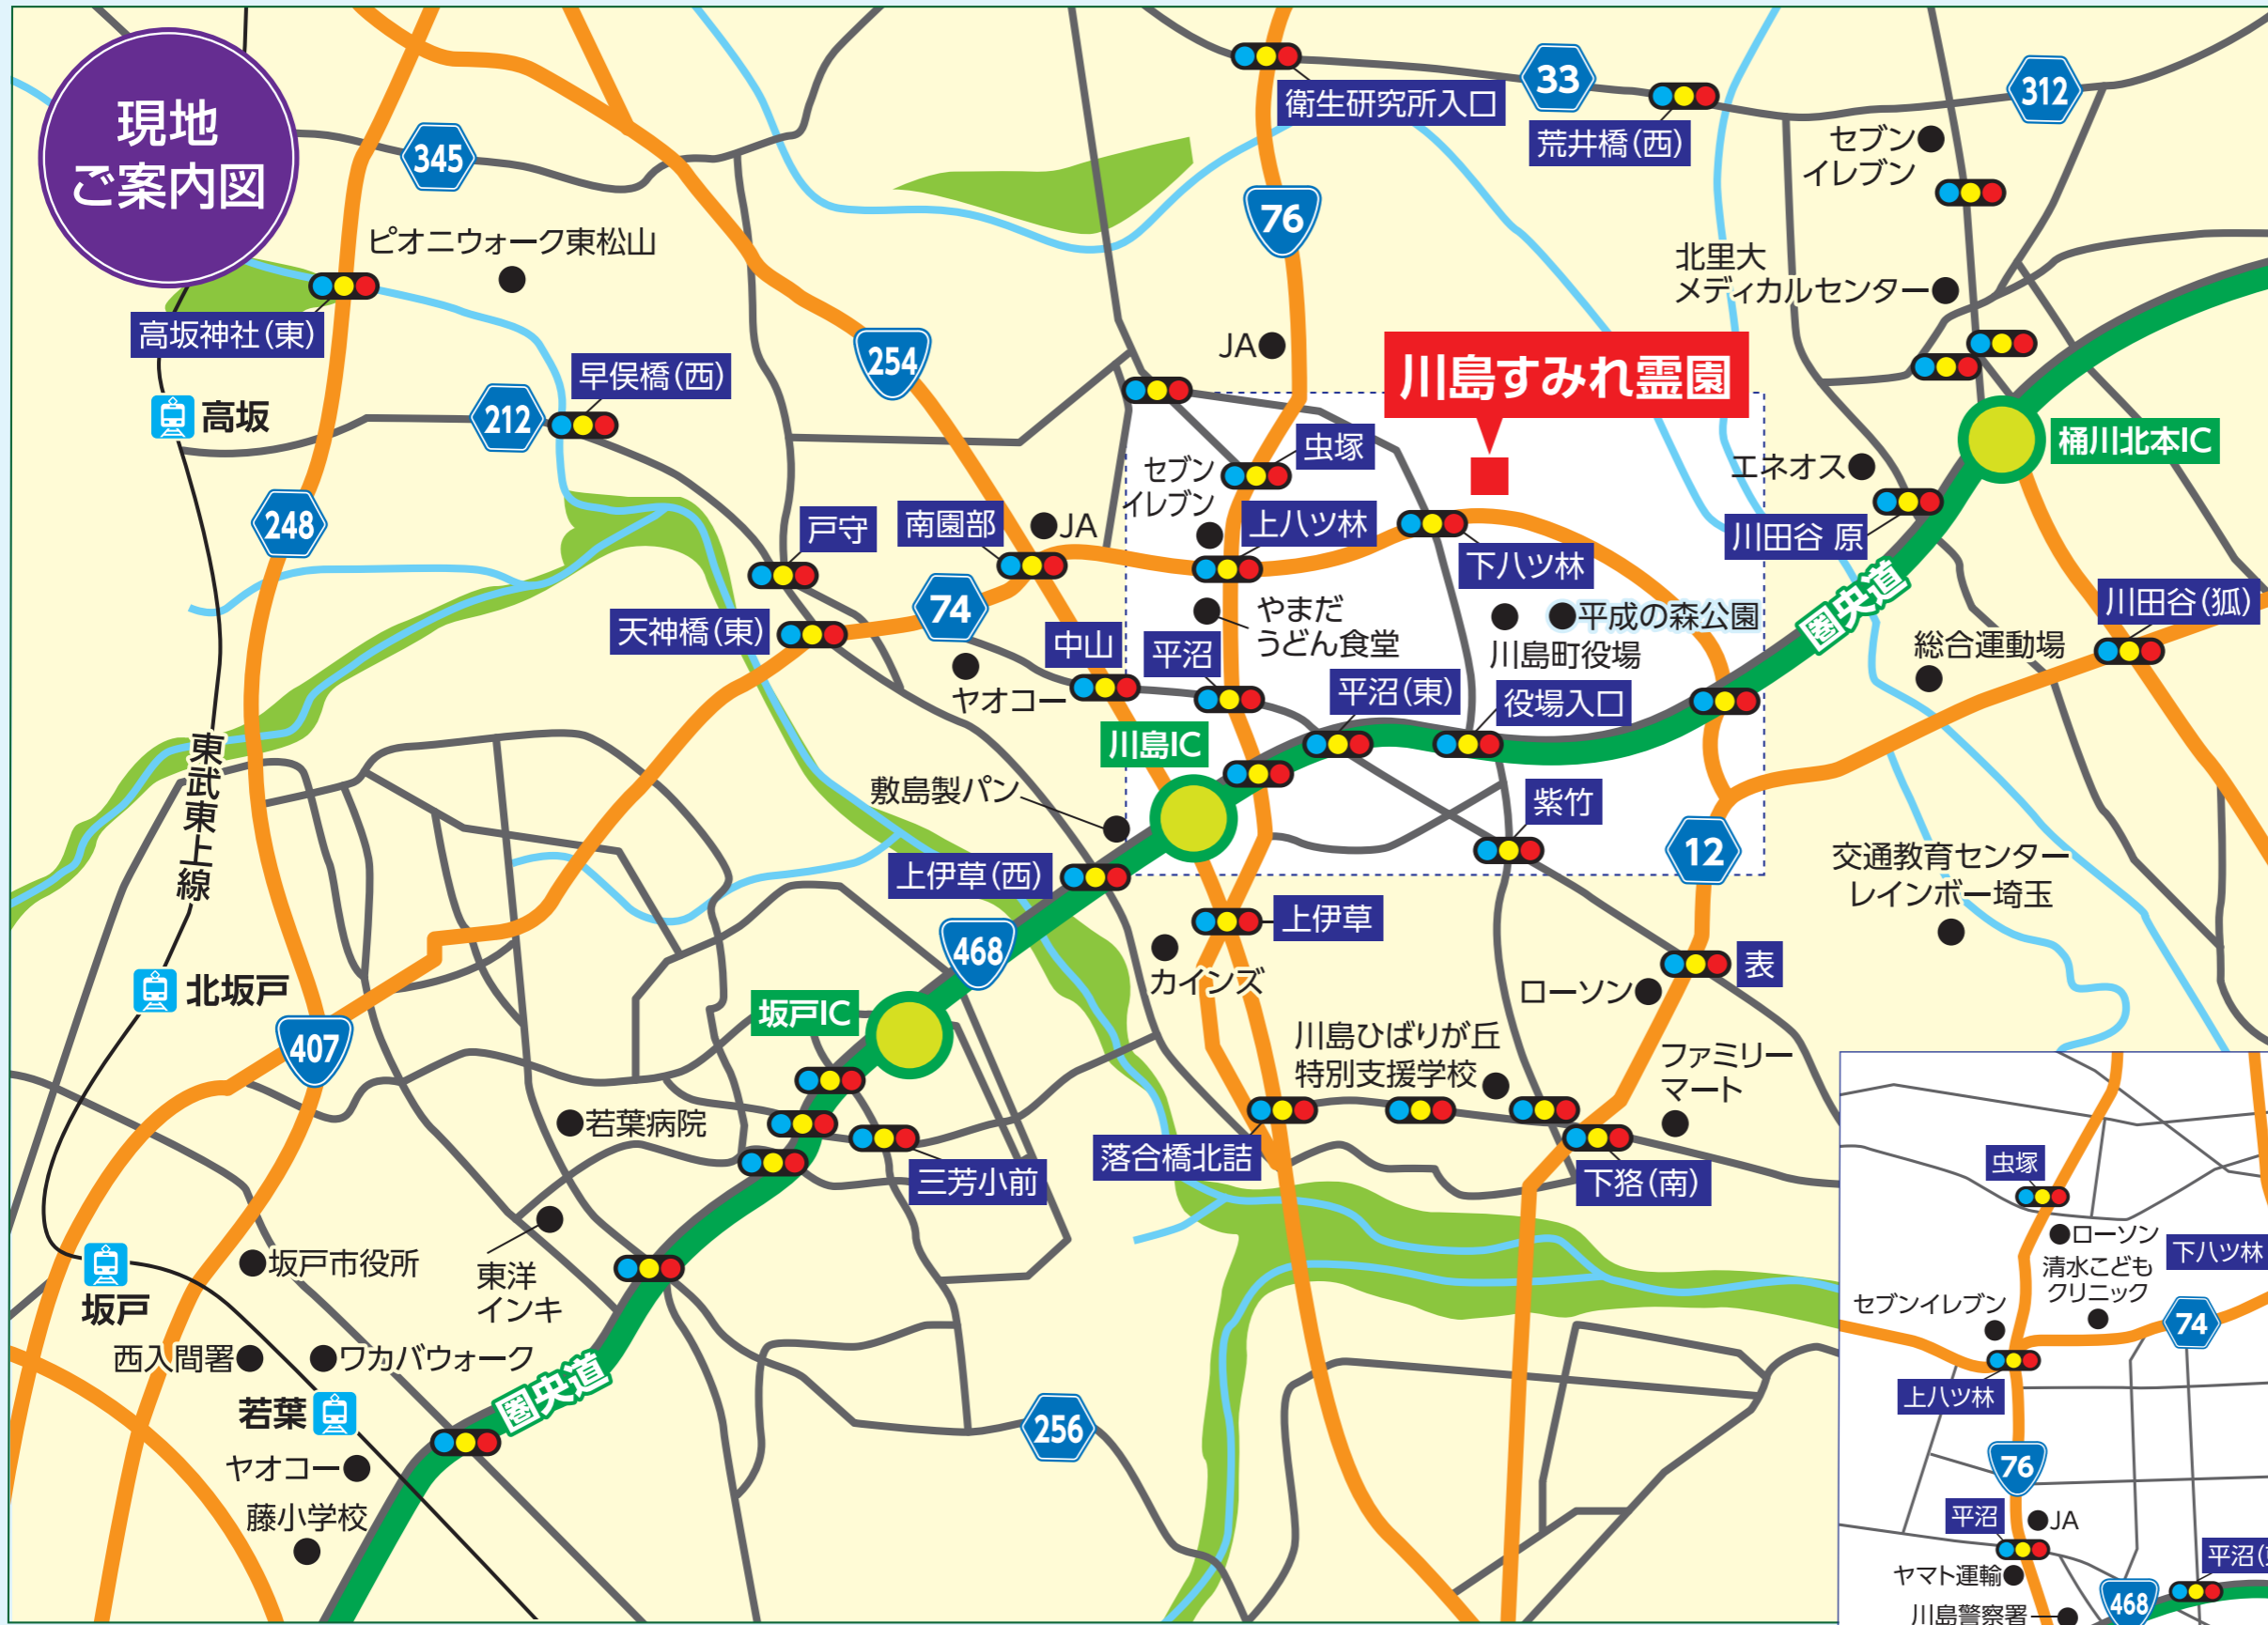 現地
ご案内図
衛生研究所入口
33
荒井橋(西)
312
セブン
イレブン
345
76
ピオニウォーク東松山
北里大
メディカルセンター
高坂神社(東)
JA
254
川島すみれ霊園
早俣橋(西)
212
高坂
虫塚
セブン
イレブン
エネオス
桶川北本IC
248
戸守
南園部
JA
上八ツ林
下八ツ林
川田谷 原
74
天神橋(東)
中山
平沼
やまだ
うどん食堂
平成の森公園
川島町役場
圏央道
川田谷(狐)
総合運動場
ヤオコー
平沼(東)
役場入口
川島IC
東武東上線
敷島製パン
紫竹
12
上伊草(西)
上伊草
交通教育センター
レインボー埼玉
468
カインズ
表
ローソン
北坂戸
坂戸IC
407
川島ひばりが丘
特別支援学校
ファミリー
マート
若葉病院
三芳小前
落合橋北詰
下狢(南)
坂戸市役所
東洋
インキ
坂戸
西入間署
ワカバウォーク
圏央道
若葉
256
ヤオコー
藤小学校
虫塚
ローソン
下八ツ林
清水こども
クリニック
セブンイレブン
74
上八ツ林
76
平沼
JA
平沼(
ヤマト運輸
468
川島警察署